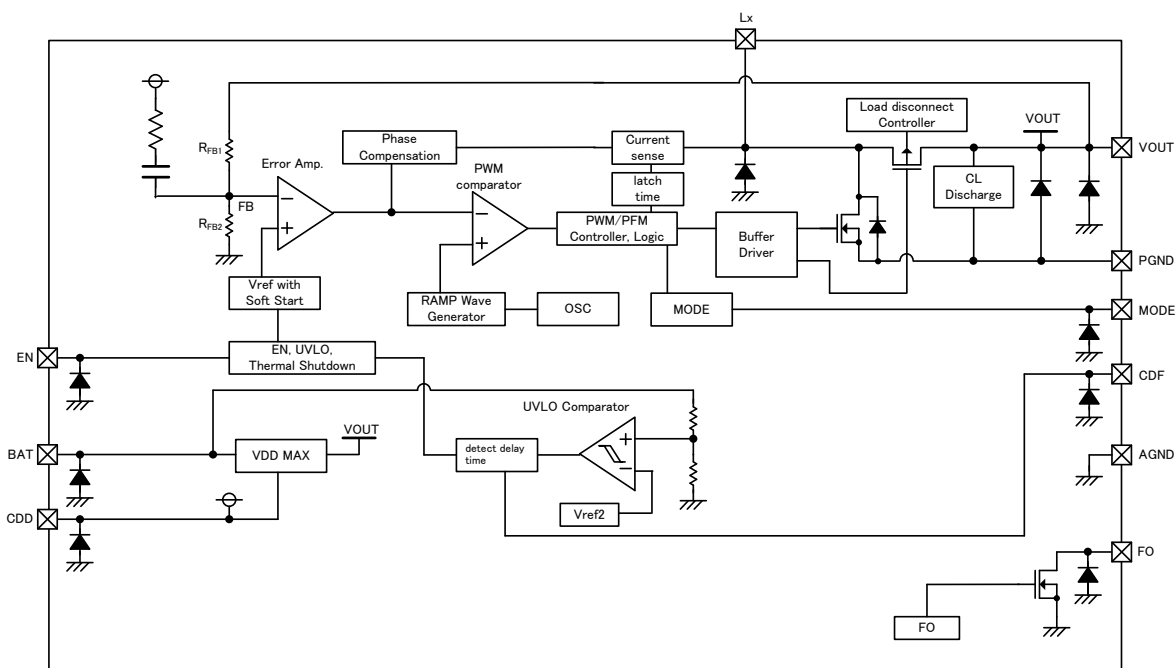 Lx
Load disconnect
Controller
VOUT
VOUT
RFB1
Error Amp.
Phase
Compensation
Current
sense
PWM
comparator
latch
time
CL
Discharge
FB
RFB2
PWM/PFM
Controller, Logic
Buffer
Driver
PGND
Vref with
Soft Start
RAMP Wave
Generator
OSC
MODE
MODE
EN
EN, UVLO,
Thermal Shutdown
CDF
UVLO Comparator
VOUT
BAT
VDD MAX
detect delay
time
AGND
CDD
Vref2
FO
FO